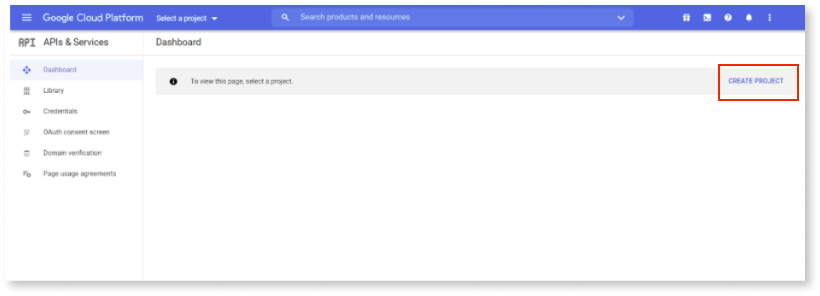 Google Cloud Platform Select a project Search products and resources
API APIs & Services Dashboard
Dashboard
To view this page, select a project. CREATE PROJECT
Library
Credentials
OAuth consent screen
Domain verification
Page usage agreements